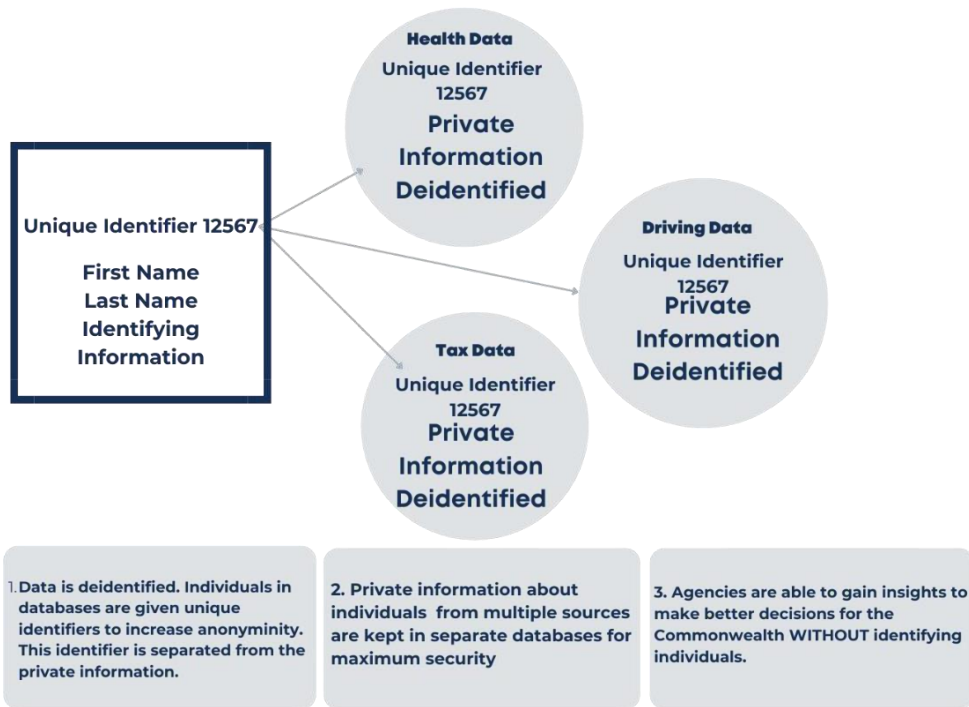 Health Data
Unique Identifier
12567
Private
Information
Deidentified
Unique Identifier 12567
First Name
Last Name
Identifying
Information
Driving Data
Unique Identifier
12567
Private
Information
Deidentified
Tax Data
Unique Identifier
12567
Private
Information
Deidentified
1. Data is deidentified. Individuals in
databases are given unique
identifiers to increase anonyminity.
This identifier is separated from the
private information.
2. Private information about
individuals from multiple sources
are kept in separate databases for
maximum security
3. Agencies are able to gain insights to
make better decisions for the
Commonwealth WITHOUT identifying
individuals.